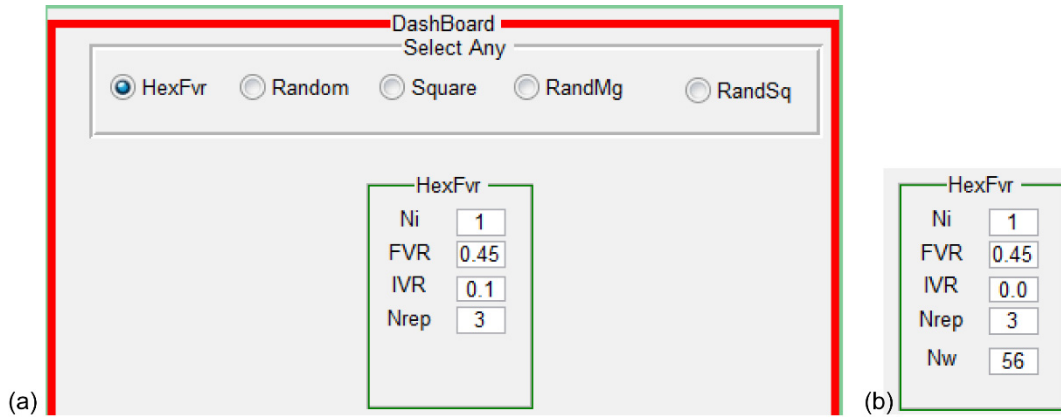 DashBoard
Select Any
HexFvr Random Square RandMg RandSq
HexFvr
Ni 1
FVR 0.45
IVR 0.1
Nrep 3
(a)
HexFvr
Ni 1
FVR 0.45
IVR 0.0
Nrep 3
Nw 56
(b)